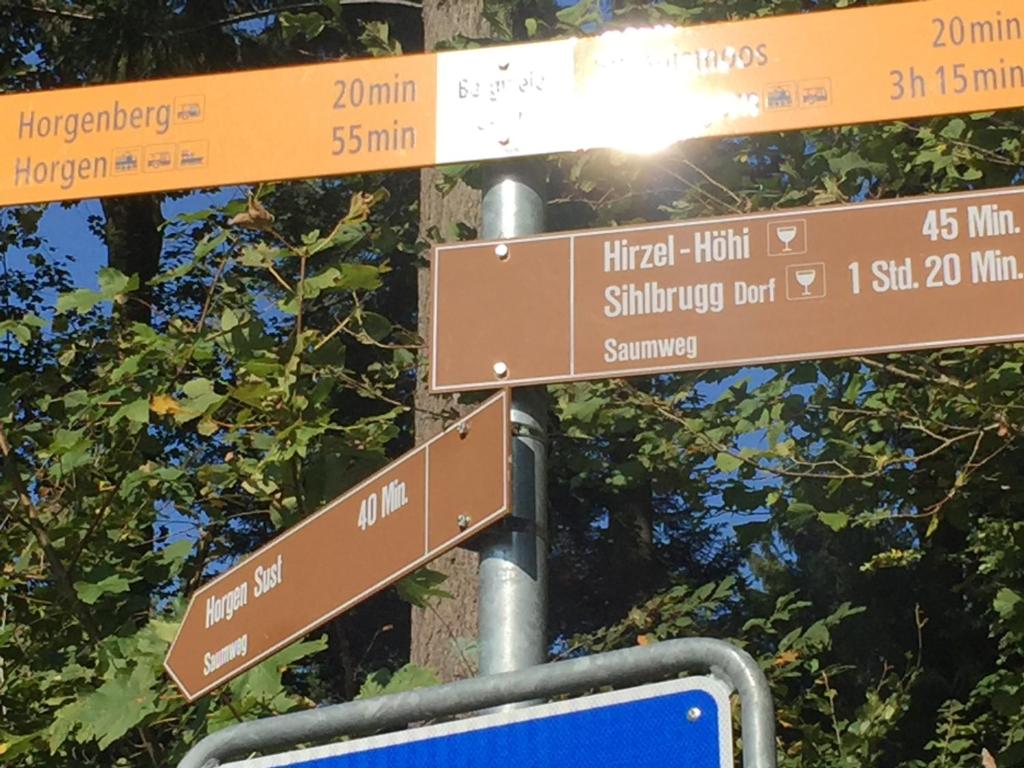 Horgenberg 20min
Horgen 55min
20min
3h 15min
Hirzel-Höhi 45 Min.
Sihlbrugg Dorf 1 Std. 20 Min.
Saumweg
40 Min.
Horgen Sust
Saumweg